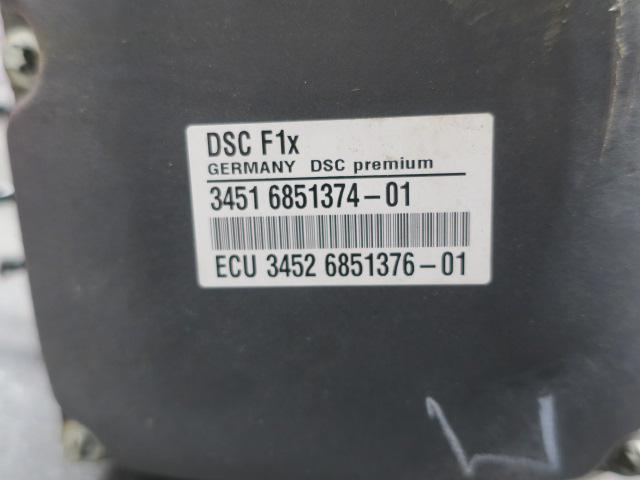 DSC F1x
GERMANY DSC premium
3451 6851374-01
ECU 3452 6851376-01